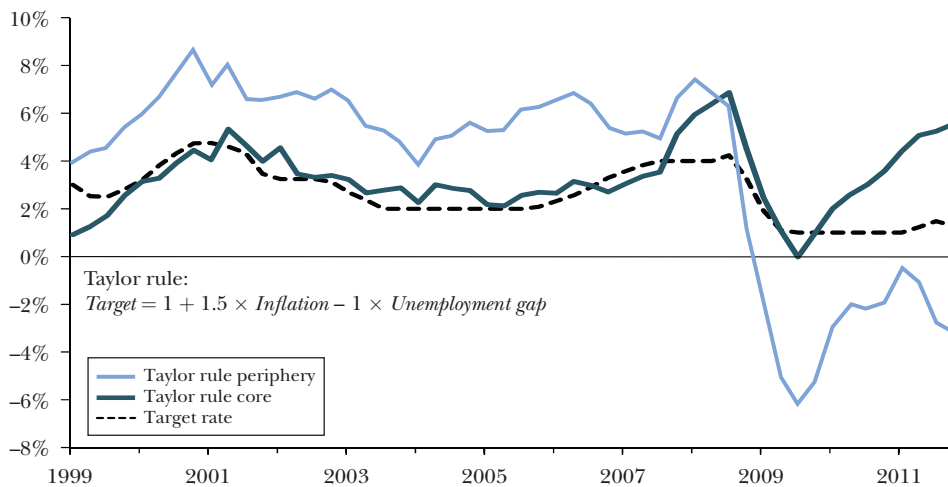 10%
8%
6%
4%
2%
0%
Taylor rule:
Target = 1 + 1.5 × Inflation – 1 × Unemployment gap
–2%
–4%
Taylor rule periphery
Taylor rule core
–6%
Target rate
–8%
1999 2001 2003 2005 2007 2009 2011